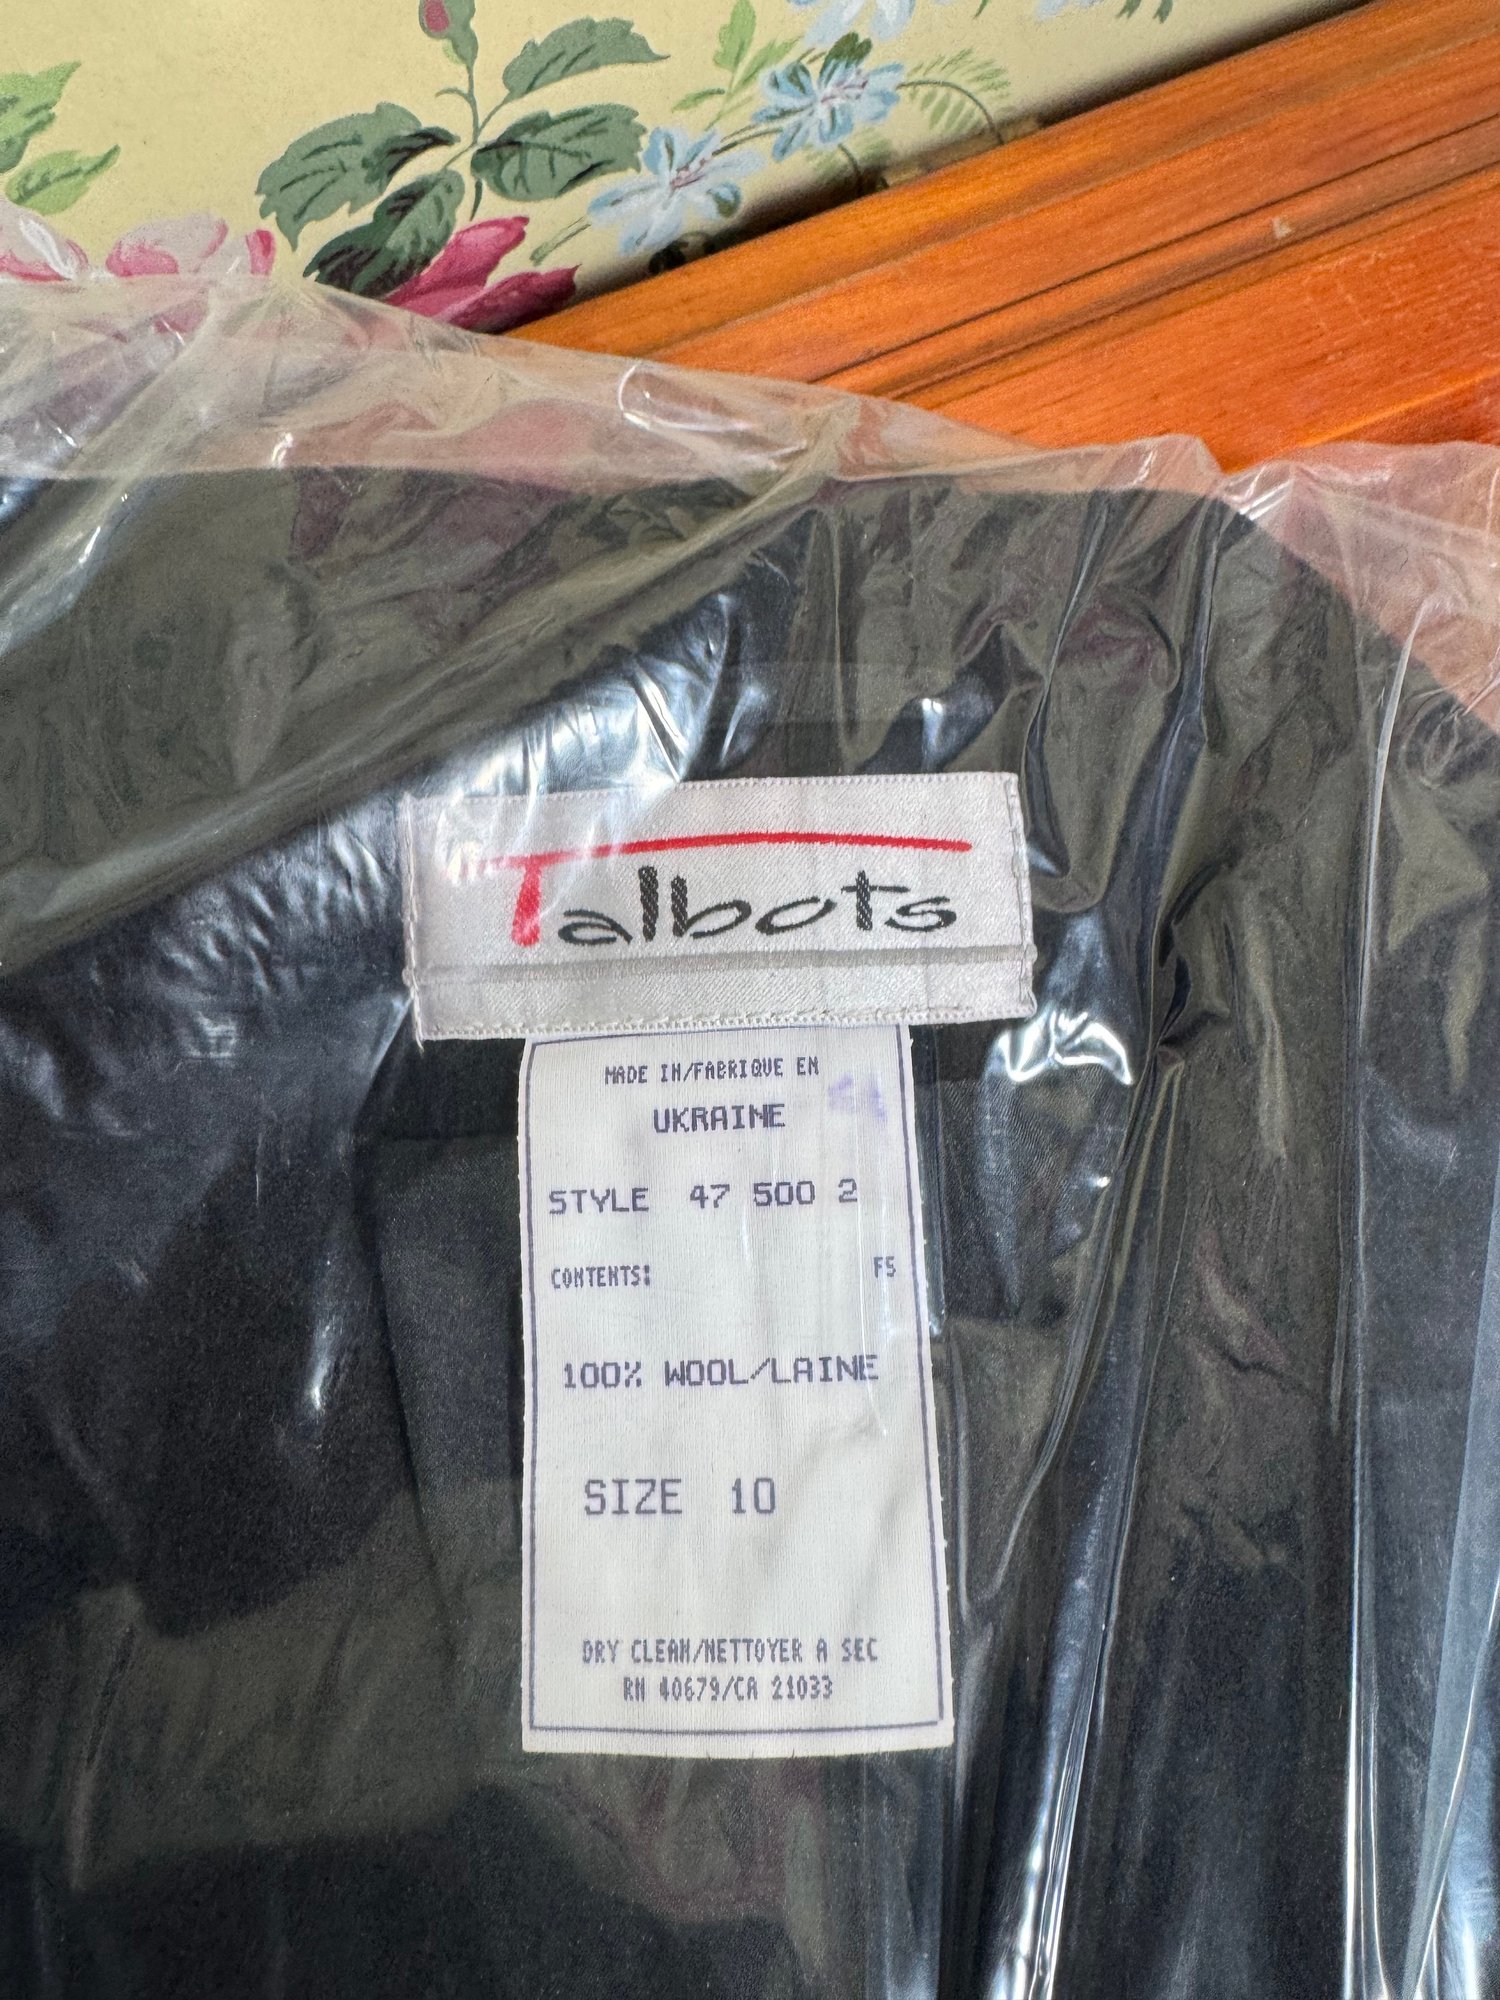 Talbots
MADE IN/FABRIQUE EN
UKRAINE
STYLE 47 500 2
CONTENTS: FS
100% WOOL/LAINE
SIZE 10
DRY CLEAN/NETTOYER A SEC
RN 40679/CA 21033